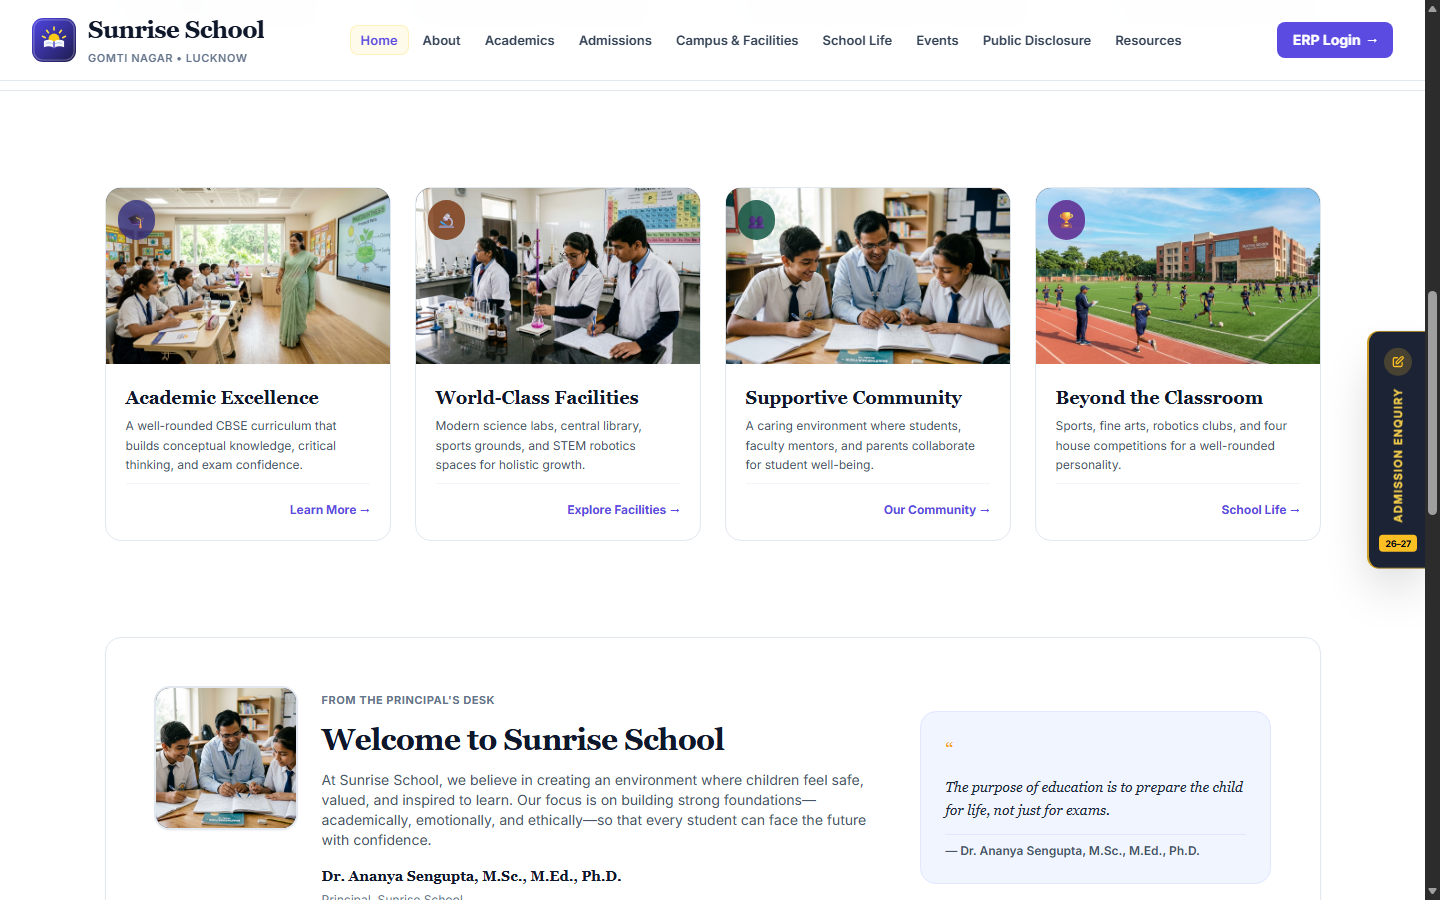 Sunrise School
GOMTI NAGAR • LUCKNOW
Home
About
Academics
Admissions
Campus & Facilities
School Life
Events
Public Disclosure
Resources
ERP Login →
Academic Excellence
A well-rounded CBSE curriculum that
builds conceptual knowledge, critical
thinking, and exam confidence.
Learn More →
World-Class Facilities
Modern science labs, central library,
sports grounds, and STEM robotics
spaces for holistic growth.
Explore Facilities →
Supportive Community
A caring environment where students,
faculty mentors, and parents collaborate
for student well-being.
Our Community →
Beyond the Classroom
Sports, fine arts, robotics clubs, and four
house competitions for a well-rounded
personality.
School Life →
ADMISSION ENQUIRY
26–27
FROM THE PRINCIPAL'S DESK
Welcome to Sunrise School
At Sunrise School, we believe in creating an environment where children feel safe,
valued, and inspired to learn. Our focus is on building strong foundations—
academically, emotionally, and ethically—so that every student can face the future
with confidence.
Dr. Ananya Sengupta, M.Sc., M.Ed., Ph.D.
Principal, Sunrise School
“
The purpose of education is to prepare the child
for life, not just for exams.
— Dr. Ananya Sengupta, M.Sc., M.Ed., Ph.D.